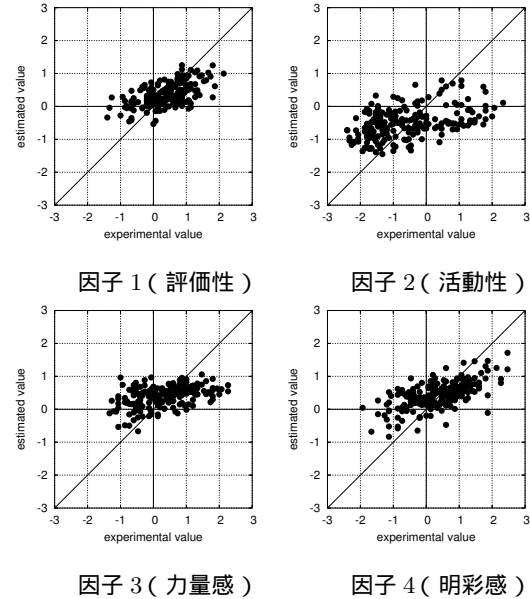 3
2
1
0
-1
-2
-3
estimated value
-3 -2 -1 0 1 2 3
experimental value
因子 1(評価性)
3
2
1
0
-1
-2
-3
estimated value
-3 -2 -1 0 1 2 3
experimental value
因子 2(活動性)
3
2
1
0
-1
-2
-3
estimated value
-3 -2 -1 0 1 2 3
experimental value
因子 3(力量感)
3
2
1
0
-1
-2
-3
estimated value
-3 -2 -1 0 1 2 3
experimental value
因子 4(明彩感)